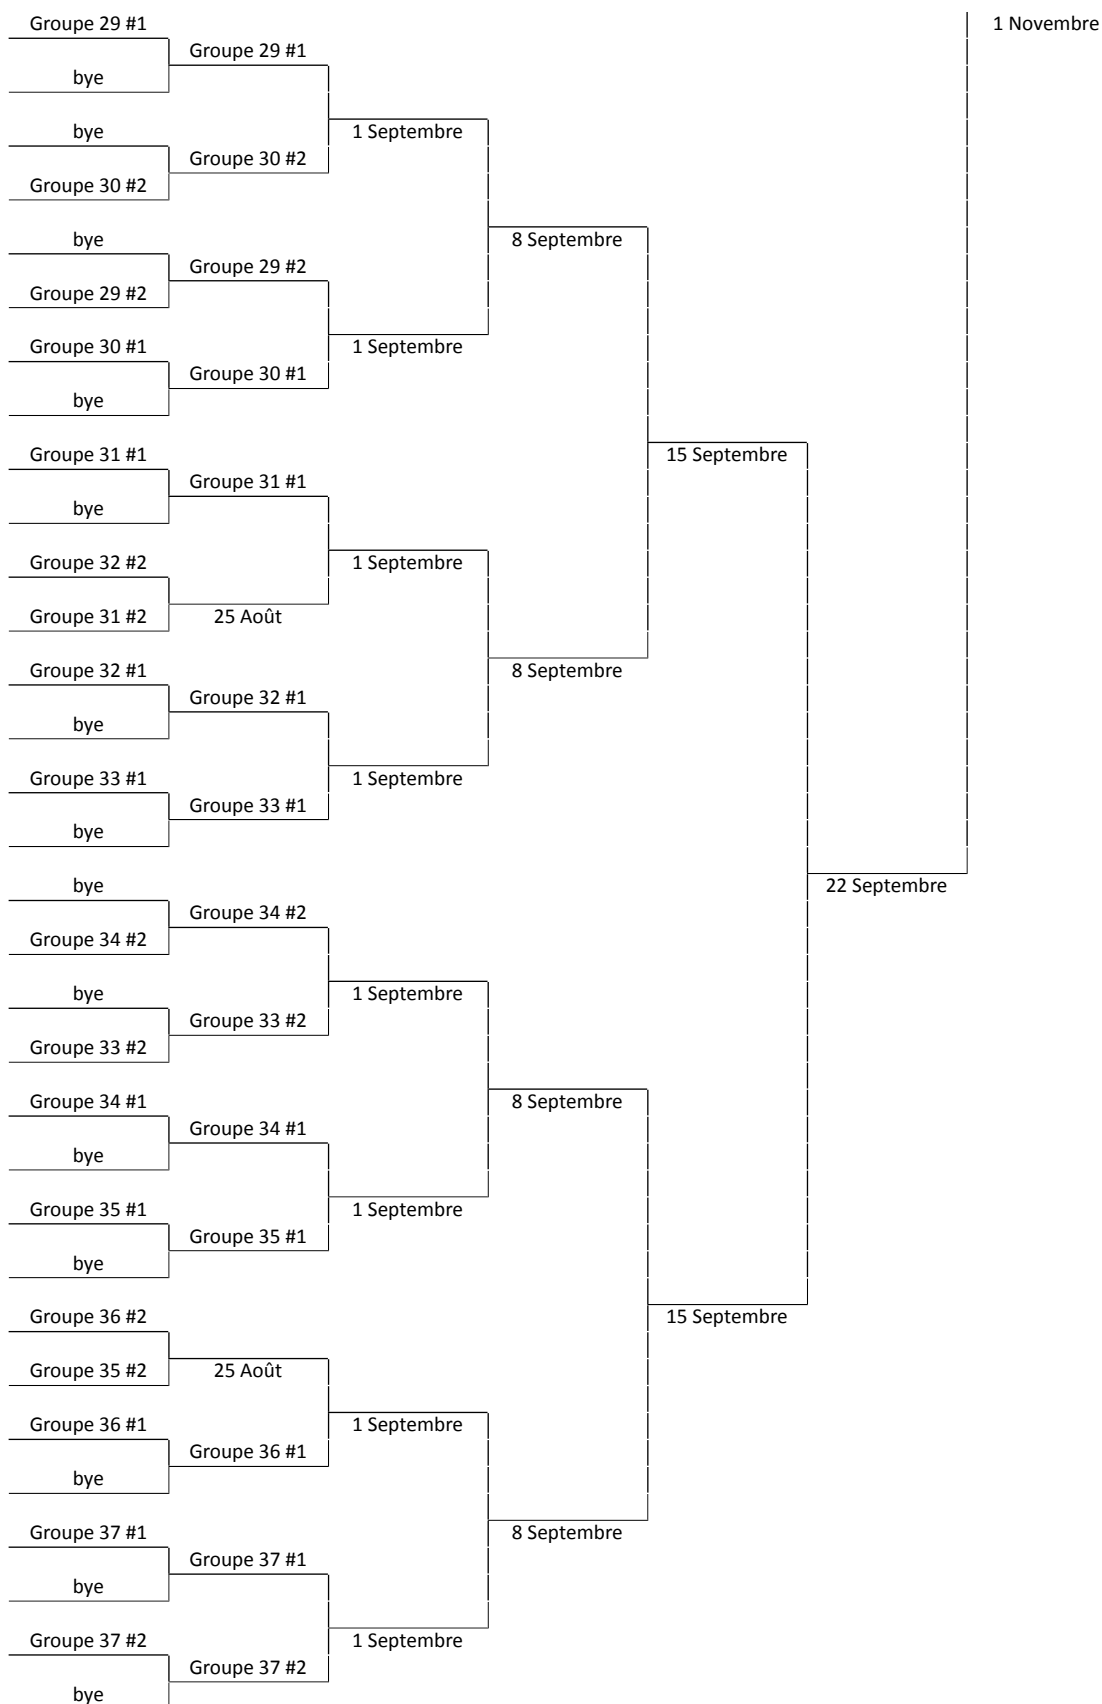 Groupe 29 #1
1 Novembre
Groupe 29 #1
bye
bye
1 Septembre
Groupe 30 #2
Groupe 30 #2
bye
8 Septembre
Groupe 29 #2
Groupe 29 #2
Groupe 30 #1
1 Septembre
Groupe 30 #1
bye
Groupe 31 #1
15 Septembre
Groupe 31 #1
bye
Groupe 32 #2
1 Septembre
Groupe 31 #2
25 Août
Groupe 32 #1
8 Septembre
Groupe 32 #1
bye
Groupe 33 #1
1 Septembre
Groupe 33 #1
bye
bye
22 Septembre
Groupe 34 #2
Groupe 34 #2
bye
1 Septembre
Groupe 33 #2
Groupe 33 #2
Groupe 34 #1
8 Septembre
Groupe 34 #1
bye
Groupe 35 #1
1 Septembre
Groupe 35 #1
bye
Groupe 36 #2
15 Septembre
Groupe 35 #2
25 Août
Groupe 36 #1
1 Septembre
Groupe 36 #1
bye
Groupe 37 #1
8 Septembre
Groupe 37 #1
bye
Groupe 37 #2
1 Septembre
Groupe 37 #2
bye